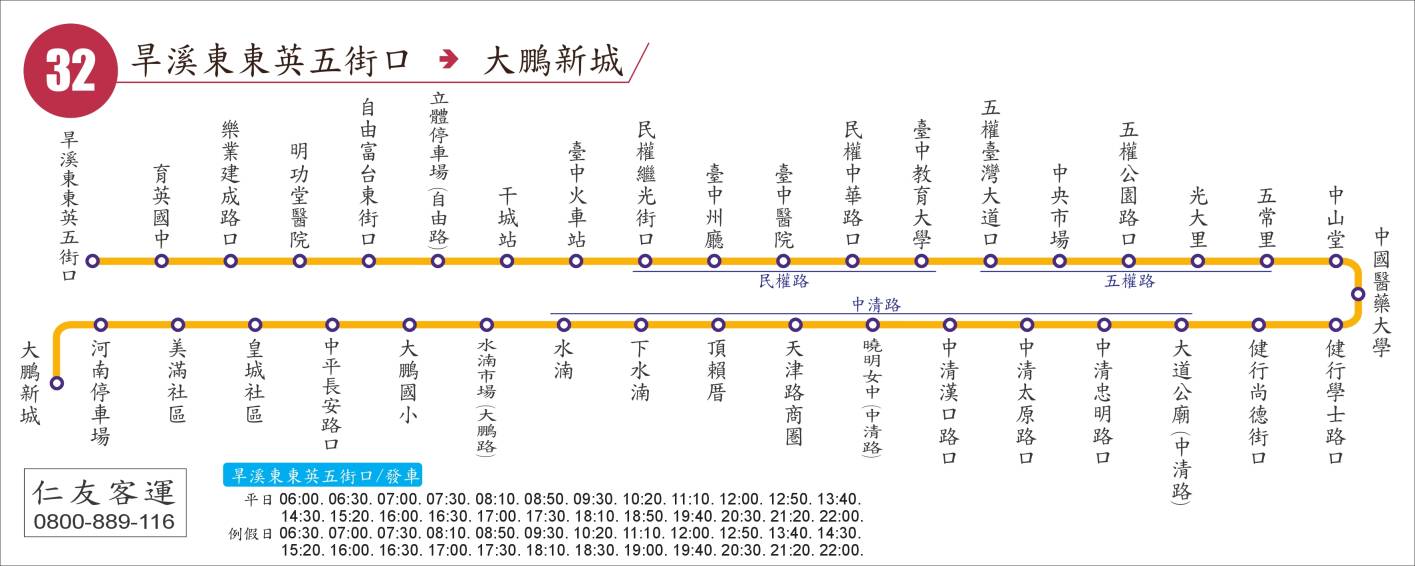 32
旱溪東東英五街口 → 大鵬新城
旱溪東東英五街口
育英國中
樂業建成路口
明功堂醫院
自由富台東街口
立體停車場(自由路)
干城站
臺中火車站
民權繼光街口
臺中州廳
臺中醫院
民權中華路口
臺中教育大學
五權臺灣大道口
中央市場
五權公園路口
光大里
五常里
中山堂
中國醫藥大學
民權路
五權路
中清路
健行學士路口
健行尚德街口
大道公廟(中清路)
中清忠明路口
中清太原路口
中清漢口路口
曉明女中(中清路)
天津路商圈
頂賴厝
下水湳
水湳
水湳市場(大鵬路)
大鵬國小
中平長安路口
皇城社區
美滿社區
河南停車場
大鵬新城
仁友客運
0800-889-116
旱溪東東英五街口/發車
平日 06:00. 06:30. 07:00. 07:30. 08:10. 08:50. 09:30. 10:20. 11:10. 12:00. 12:50. 13:40.
14:30. 15:20. 16:00. 16:30. 17:00. 17:30. 18:10. 18:50. 19:40. 20:30. 21:20. 22:00.
例假日 06:30. 07:00. 07:30. 08:10. 08:50. 09:30. 10:20. 11:10. 12:00. 12:50. 13:40. 14:30.
15:20. 16:00. 16:30. 17:00. 17:30. 18:10. 18:30. 19:00. 19:40. 20:30. 21:20. 22:00.